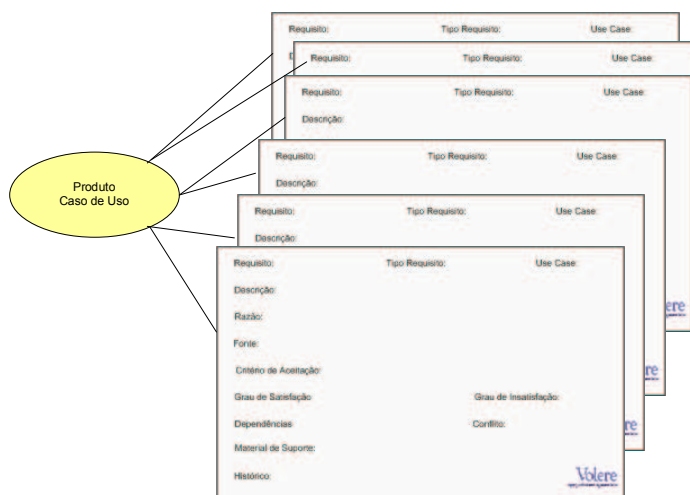 Requisito: Tipo Requisito: Use Case:
Requisito: Tipo Requisito: Use Case:
Requisito: Tipo Requisito: Use Case:
Descrição:
Requisito: Tipo Requisito: Use Case:
Descrição:
Produto
Caso de Uso
Requisito: Tipo Requisito: Use Case:
Descrição:
Requisito: Tipo Requisito: Use Case:
Descrição:
Razão:
Fonte:
Critério de Aceitação:
Grau de Satisfação Grau de Insatisfação:
Dependências Conflito:
Material de Suporte:
Histórico:
Volere